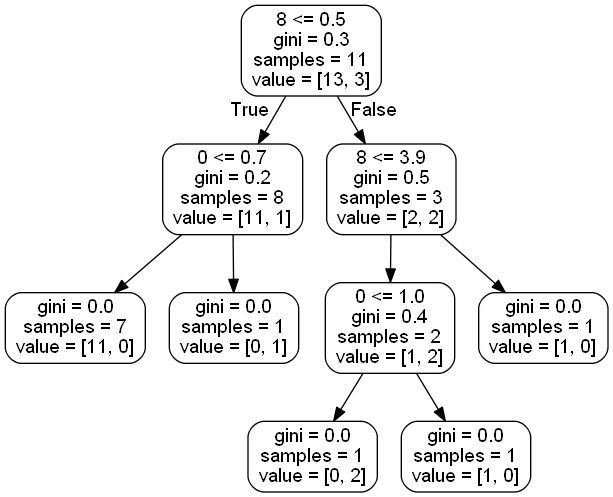 8 <= 0.5
gini = 0.3
samples = 11
value = [13, 3]
True
False
0 <= 0.7
gini = 0.2
samples = 8
value = [11, 1]
8 <= 3.9
gini = 0.5
samples = 3
value = [2, 2]
gini = 0.0
samples = 7
value = [11, 0]
gini = 0.0
samples = 1
value = [0, 1]
0 <= 1.0
gini = 0.4
samples = 2
value = [1, 2]
gini = 0.0
samples = 1
value = [1, 0]
gini = 0.0
samples = 1
value = [0, 2]
gini = 0.0
samples = 1
value = [1, 0]